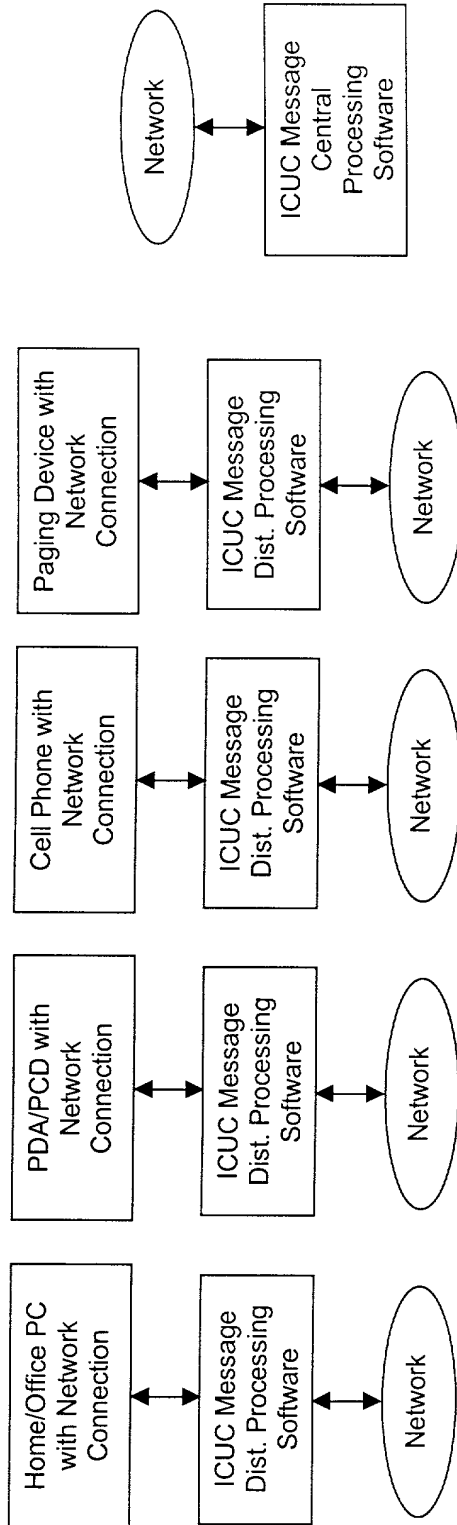 Home/Office PC
with Network
Connection
ICUC Message
Dist. Processing
Software
Network
PDA/PCD with
Network
Connection
ICUC Message
Dist. Processing
Software
Network
Cell Phone with
Network
Connection
ICUC Message
Dist. Processing
Software
Network
Paging Device with
Network
Connection
ICUC Message
Dist. Processing
Software
Network
Network
ICUC Message
Central
Processing
Software